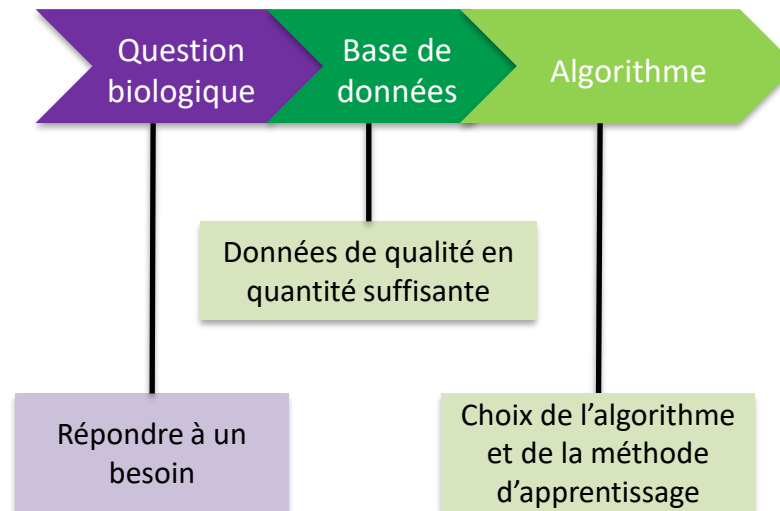 Question
biologique
Base de
données
Algorithme
Données de qualité en
quantité suffisante
Répondre à un
besoin
Choix de l’algorithme
et de la méthode
d’apprentissage